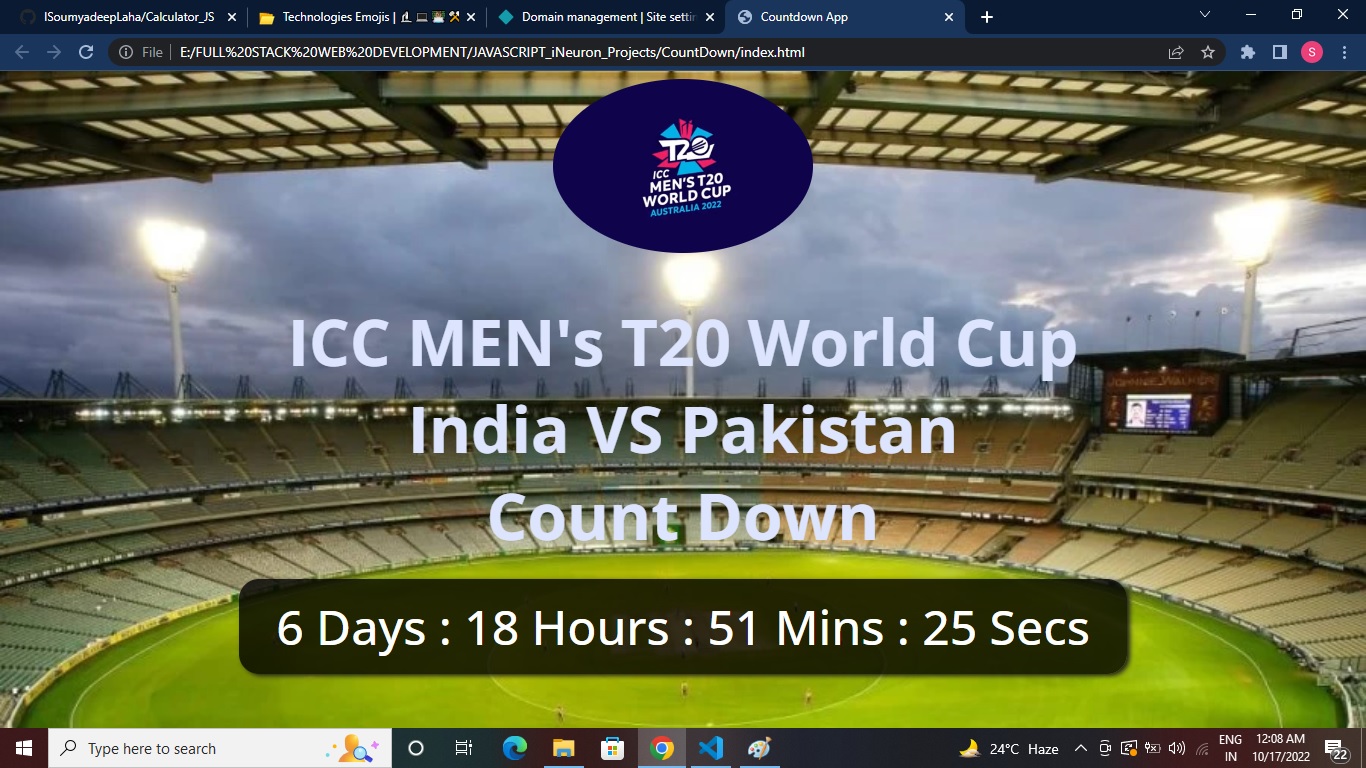 ISoumyadeepLaha/Calculator_JS
Technologies Emojis |
Domain management | Site settin
Countdown App
File
E:/FULL%20STACK%20WEB%20DEVELOPMENT/JAVASCRIPT_iNeuron_Projects/CountDown/index.html
S
T20
ICC
MEN'S T20
WORLD CUP
AUSTRALIA 2022
ICC MEN's T20 World Cup
India VS Pakistan
Count Down
JOHNNIE WALKER
6 Days : 18 Hours : 51 Mins : 25 Secs
Type here to search
24°C Haze
ENG
IN
12:08 AM
10/17/2022
22